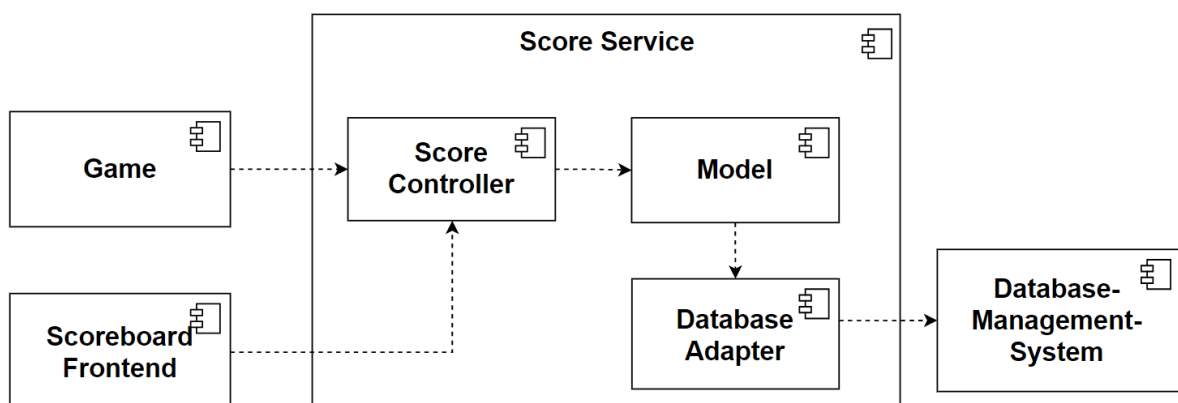 Score Service
Game
Score
Controller
Model
Scoreboard
Frontend
Database
Adapter
Database-
Management-
System